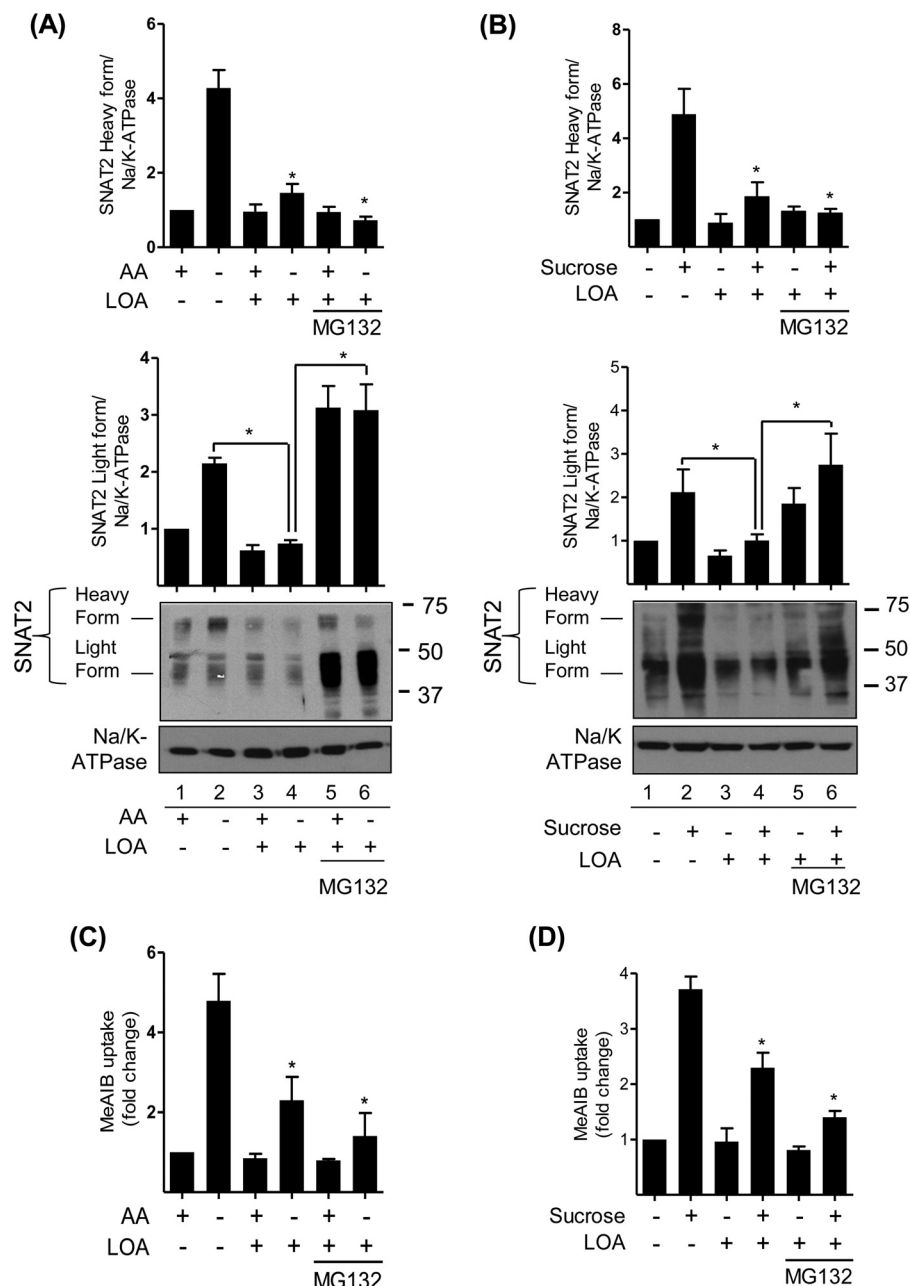 (A)
SNAT2 Heavy form/
Na/K-ATPase
6
4
2
0
AA + - + - + -
LOA - - + + + +
MG132
SNAT2 Light form/
Na/K-ATPase
4
3
2
1
*
*
*
*
SNAT2
Heavy
Form
Light
Form
75
50
37
Na/K-
ATPase
1 2 3 4 5 6
AA + - + - + -
LOA - - + + + +
MG132
(B)
SNAT2 Heavy form/
Na/K-ATPase
8
6
4
2
*
*
Sucrose - + - + - +
LOA - - + + + +
MG132
SNAT2 Light form/
Na/K-ATPase
5
4
3
2
1
*
*
SNAT2
Heavy
Form
Light
Form
75
50
37
Na/K
ATPase
1 2 3 4 5 6
Sucrose - + - + - +
LOA - - + + + +
MG132
(C)
MeAIB uptake
(fold change)
6
4
2
*
*
AA + - + - + -
LOA - - + + + +
MG132
(D)
MeAIB uptake
(fold change)
4
3
2
1
*
*
Sucrose - + - + - +
LOA - - + + + +
MG132